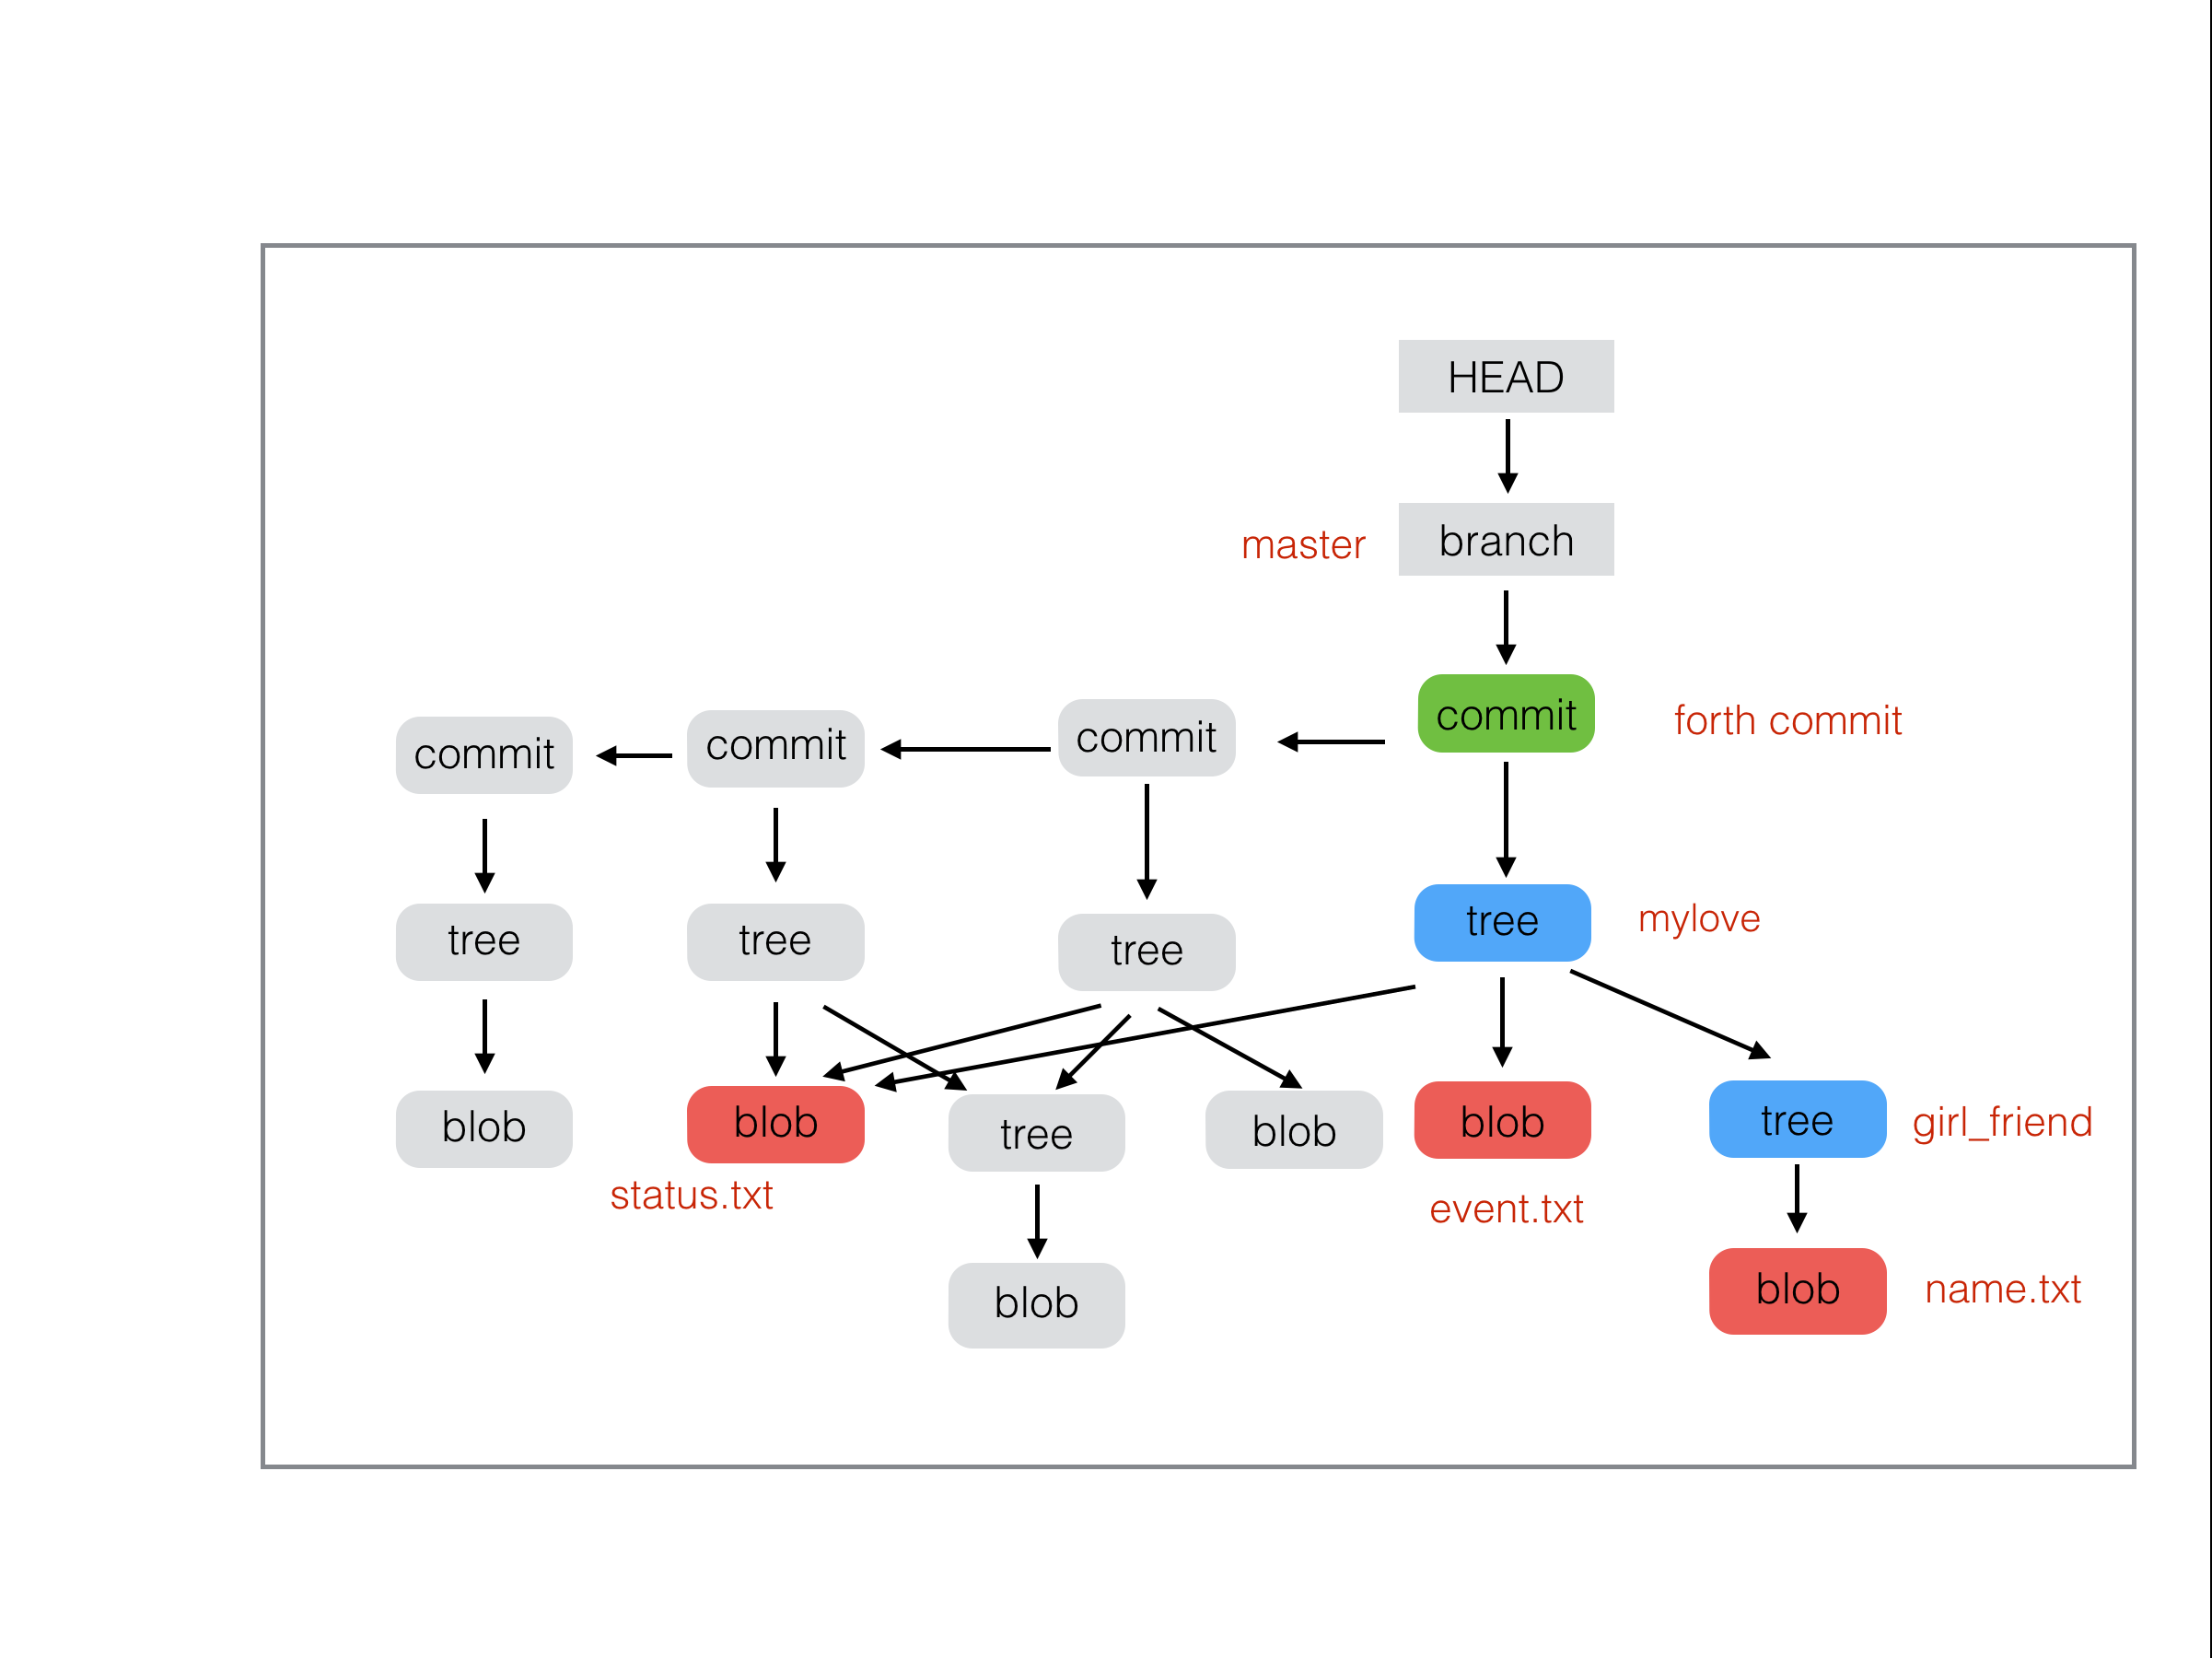 HEAD
master
branch
commit
commit
commit
commit
forth commit
tree
tree
tree
tree
mylove
blob
blob
tree
blob
blob
tree
girl_friend
status.txt
event.txt
blob
blob
name.txt